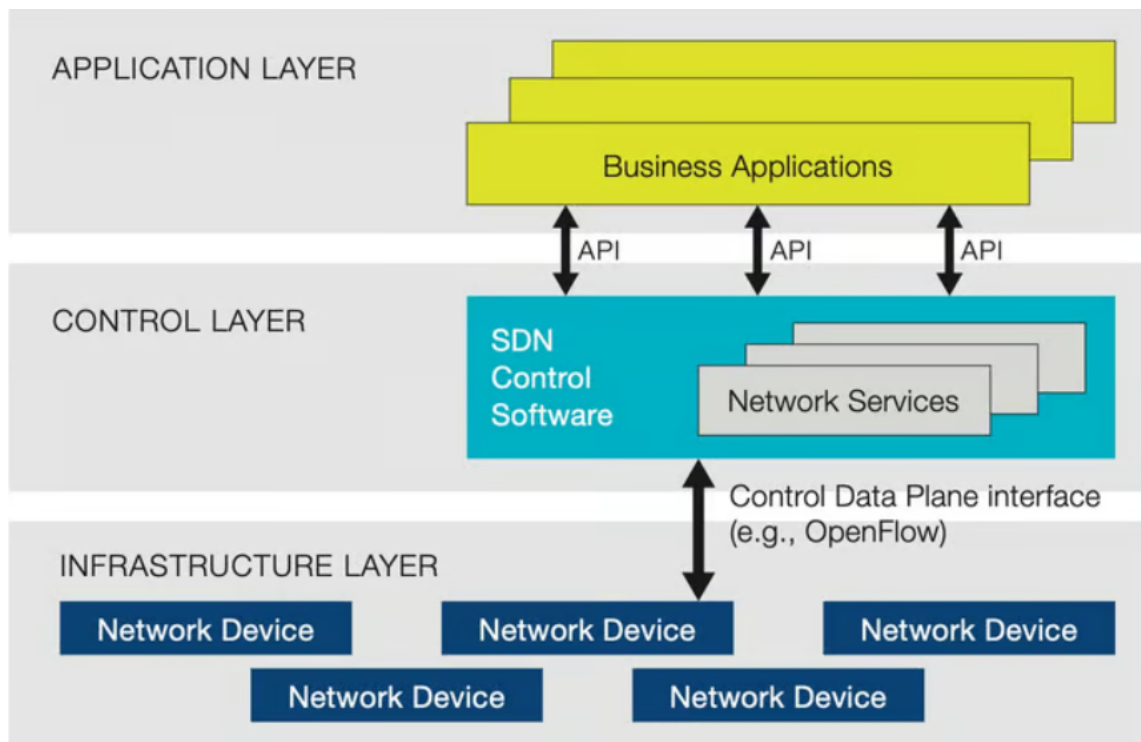 APPLICATION LAYER
Business Applications
API
API
API
CONTROL LAYER
SDN
Control
Software
Network Services
Control Data Plane interface
(e.g., OpenFlow)
INFRASTRUCTURE LAYER
Network Device
Network Device
Network Device
Network Device
Network Device